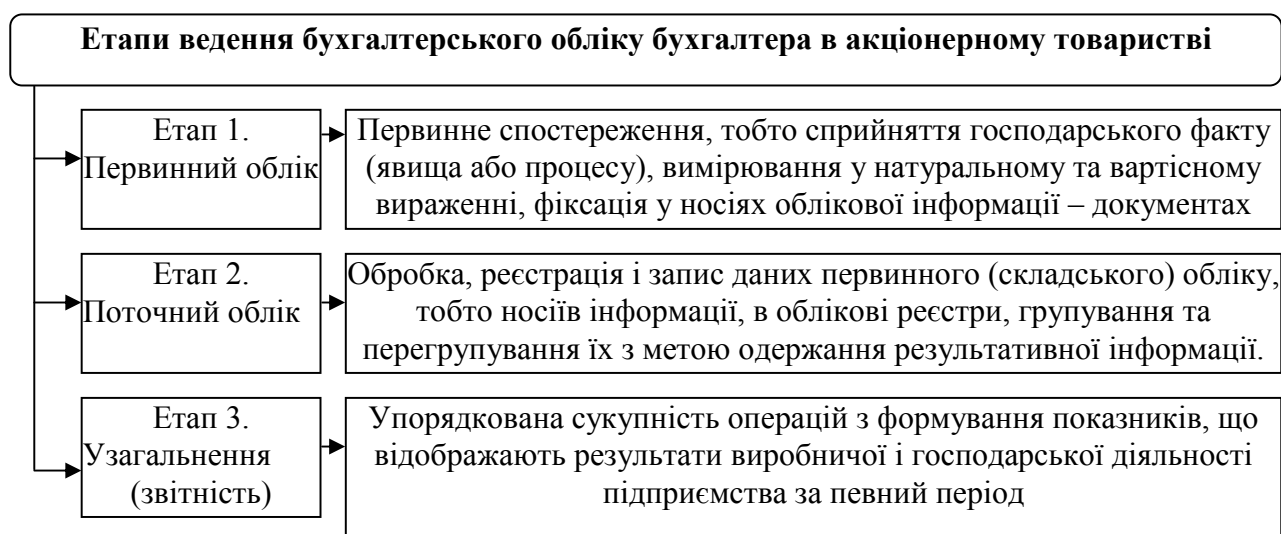 Етапи ведення бухгалтерського обліку бухгалтера в акціонерному товаристві
Етап 1.
Первинний облік
Первинне спостереження, тобто сприйняття господарського факту
(явища або процесу), вимірювання у натуральному та вартісному
вираженні, фіксація у носіях облікової інформації – документах
Етап 2.
Поточний облік
Обробка, реєстрація і запис даних первинного (складського) обліку,
тобто носіїв інформації, в облікові реєстри, групування та
перегрупування їх з метою одержання результативної інформації.
Етап 3.
Узагальнення
(звітність)
Упорядкована сукупність операцій з формування показників, що
відображають результати виробничої і господарської діяльності
підприємства за певний період